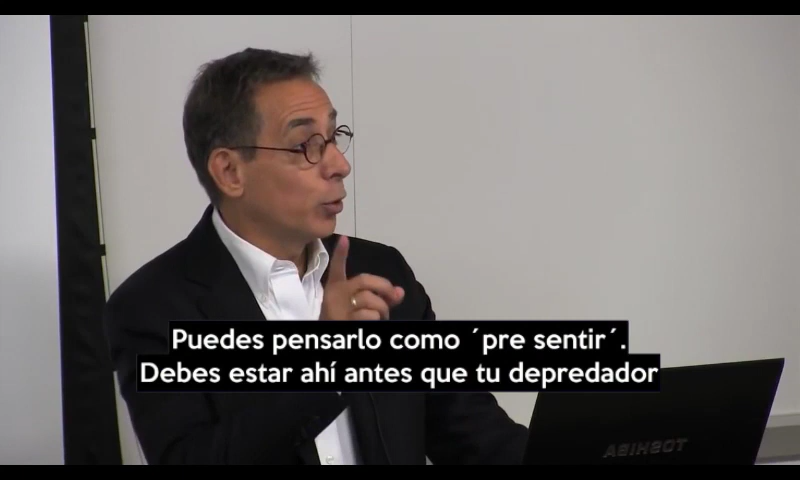 Puedes pensarlo como ´pre sentir´.
Debes estar ahí antes que tu depredador
TOSHIBA